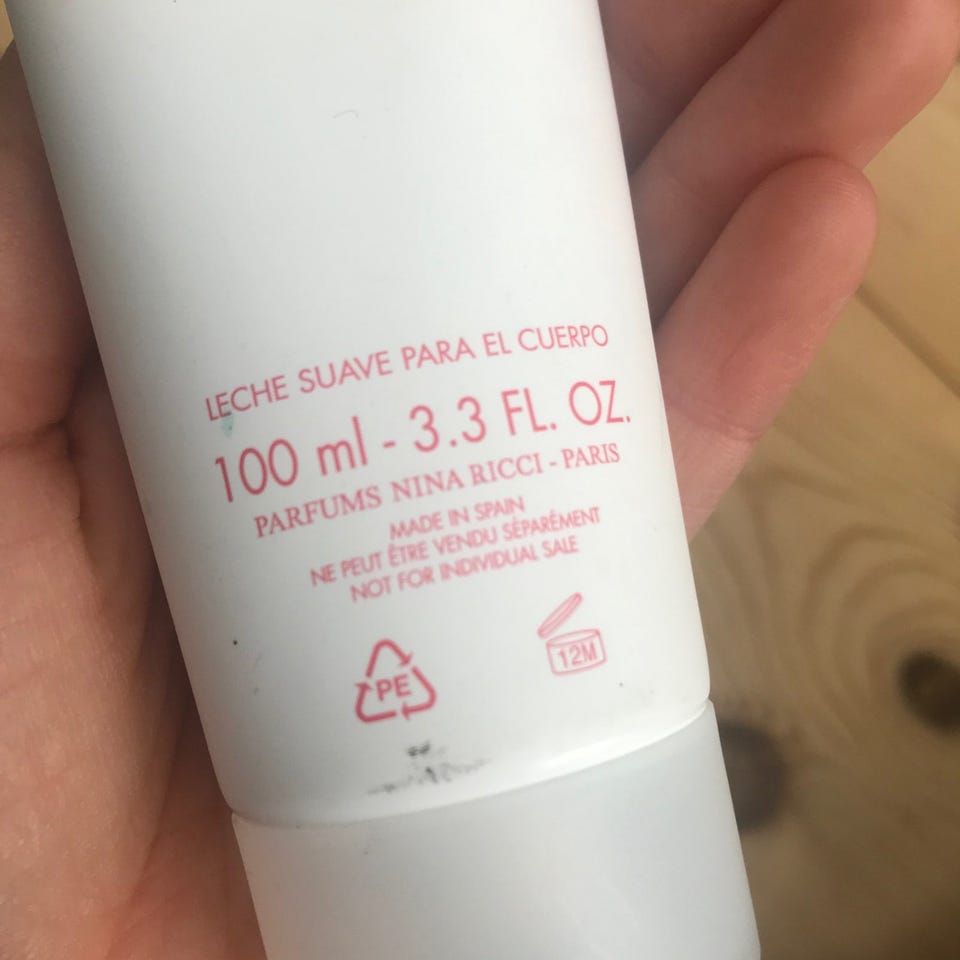 LECHE SUAVE PARA EL CUERPO
100 ml - 3.3 FL. OZ.
PARFUMS NINA RICCI - PARIS
MADE IN SPAIN
NE PEUT ÊTRE VENDU SÉPARÉMENT
NOT FOR INDIVIDUAL SALE
PE
12M